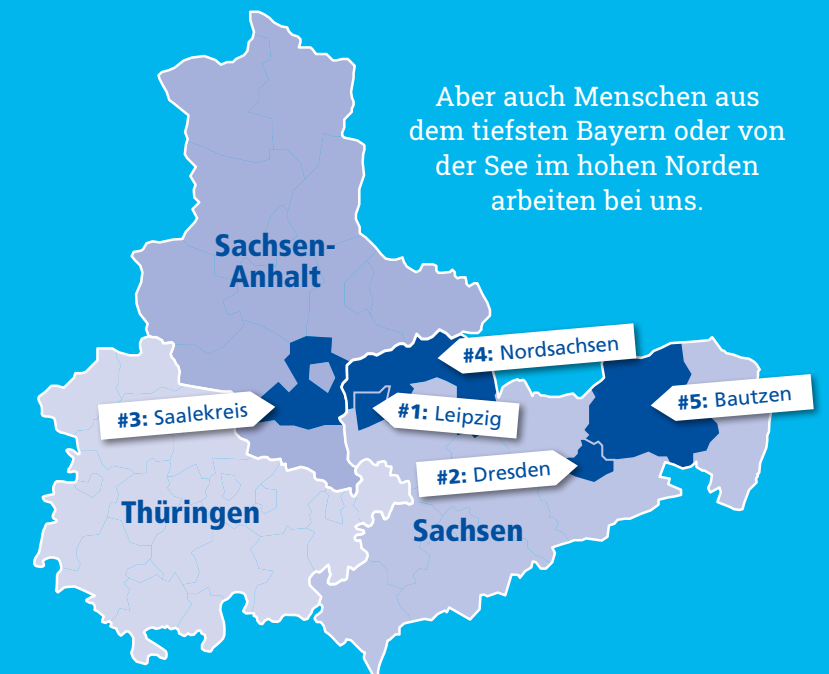 Aber auch Menschen aus
dem tiefsten Bayern oder von
der See im hohen Norden
arbeiten bei uns.
Sachsen-
Anhalt
#4: Nordsachsen
#5: Bautzen
#3: Saalekreis
#1: Leipzig
#2: Dresden
Thüringen
Sachsen